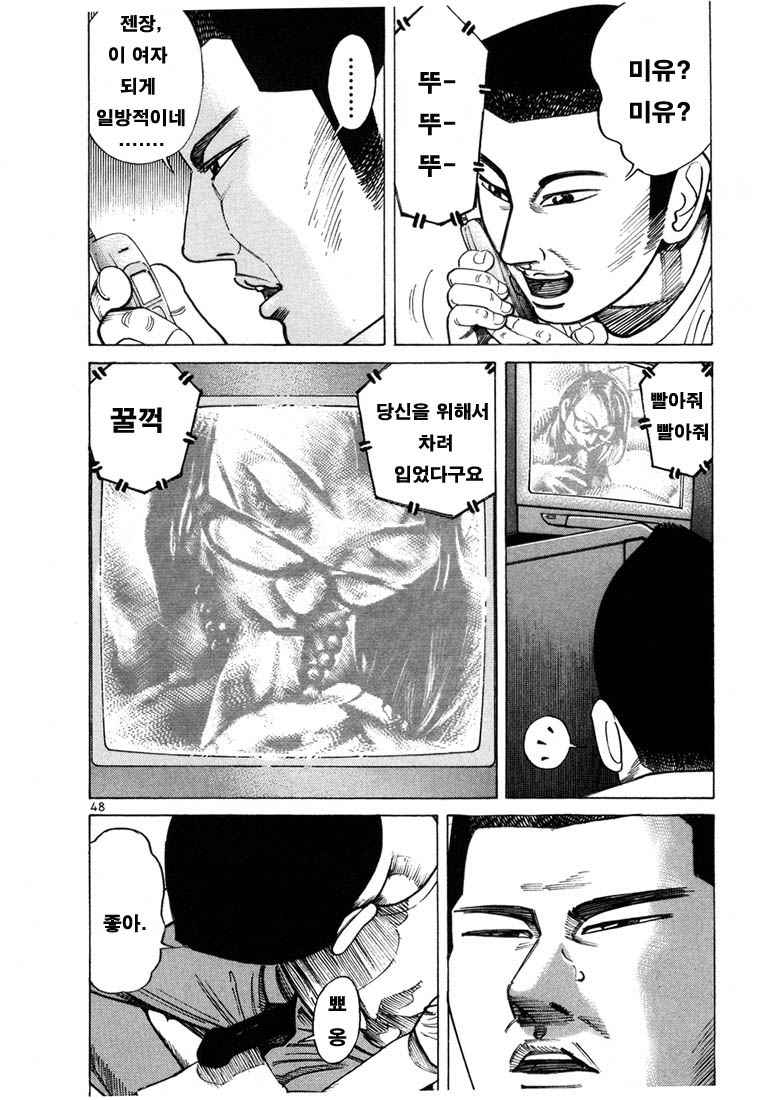 미유?
미유?
뚜-
뚜-
뚜-
......
젠장,
이 여자
되게
일방적이네
.......
빨아줘
빨아줘
당신을 위해서
차려
입었다구요
꿀꺽
48
뾰
옹
좋아.